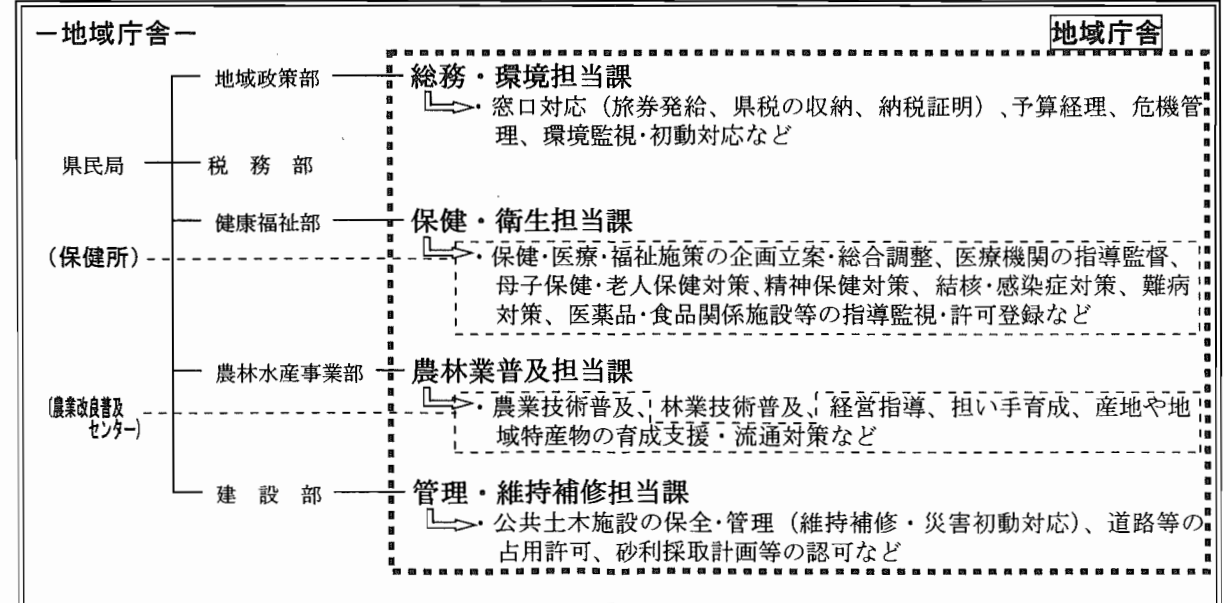 －地域庁舎－
地域庁舎
地域政策部 総務・環境担当課
・窓口対応（旅券発給、県税の収納、納税証明）、予算経理、危機管
理、環境監視・初動対応など
県民局 税務部
健康福祉部 保健・衛生担当課
（保健所）
・保健・医療・福祉施策の企画立案・総合調整、医療機関の指導監督、
母子保健・老人保健対策、精神保健対策、結核・感染症対策、難病
対策、医薬品・食品関係施設等の指導監視・許可登録など
農林水産事業部 農林業普及担当課
（農業改良普及
センター）
・農業技術普及、林業技術普及、経営指導、担い手育成、産地や地
域特産物の育成支援・流通対策など
建設部 管理・維持補修担当課
・公共土木施設の保全・管理（維持補修・災害初動対応）、道路等の
占用許可、砂利採取計画等の認可など